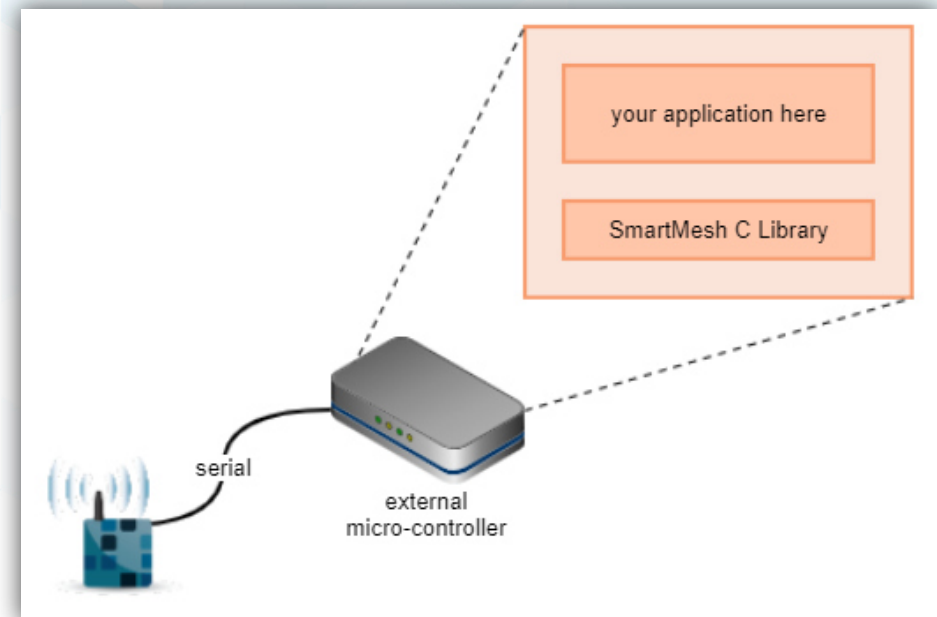 your application here
SmartMesh C Library
serial
external
micro-controller